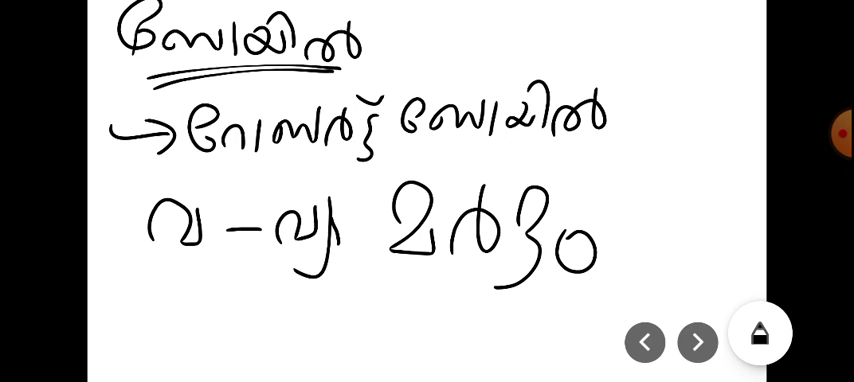 ബോയിൽ
→ റോബർട്ട് ബോയിൽ
വ - വ്യ മർദ്ദം